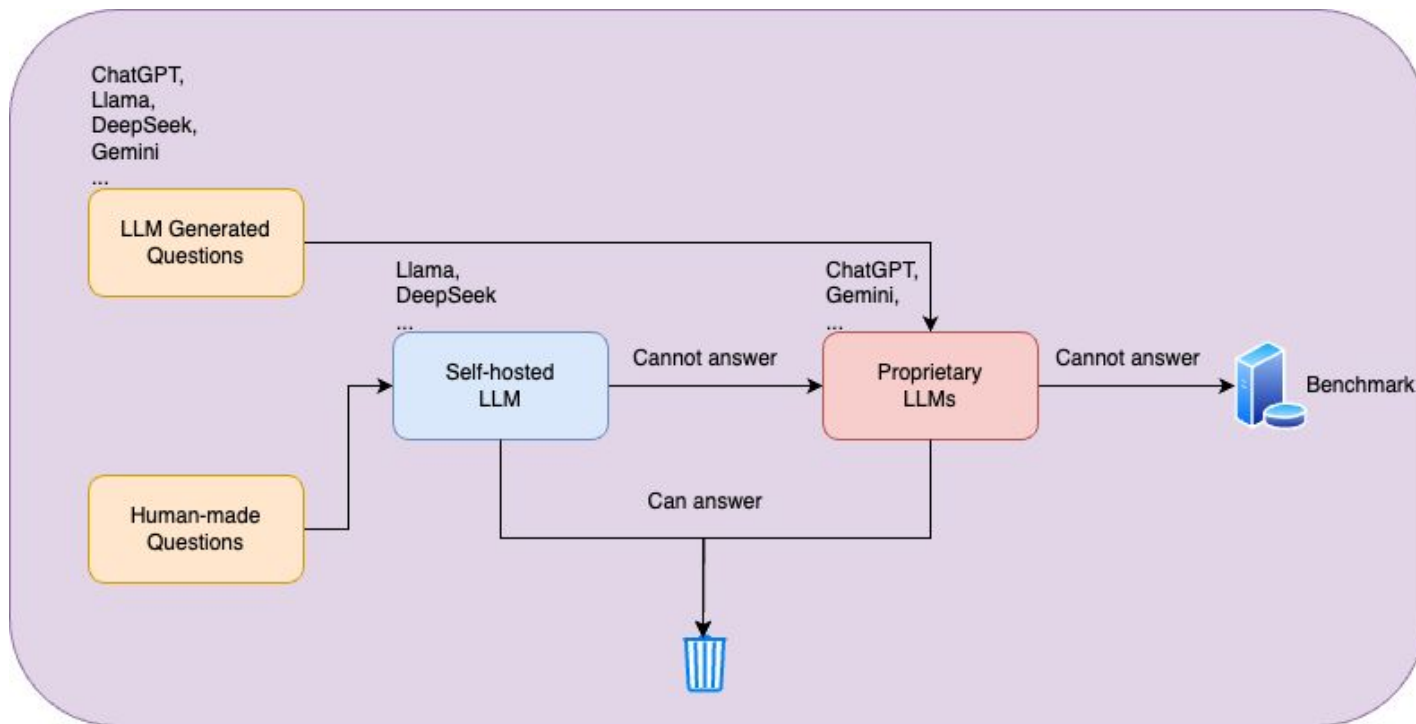 ChatGPT,
Llama,
DeepSeek,
Gemini
...
LLM Generated
Questions
Llama,
DeepSeek
...
ChatGPT,
Gemini,
...
Self-hosted
LLM
Cannot answer
Proprietary
LLMs
Cannot answer
Benchmark
Human-made
Questions
Can answer